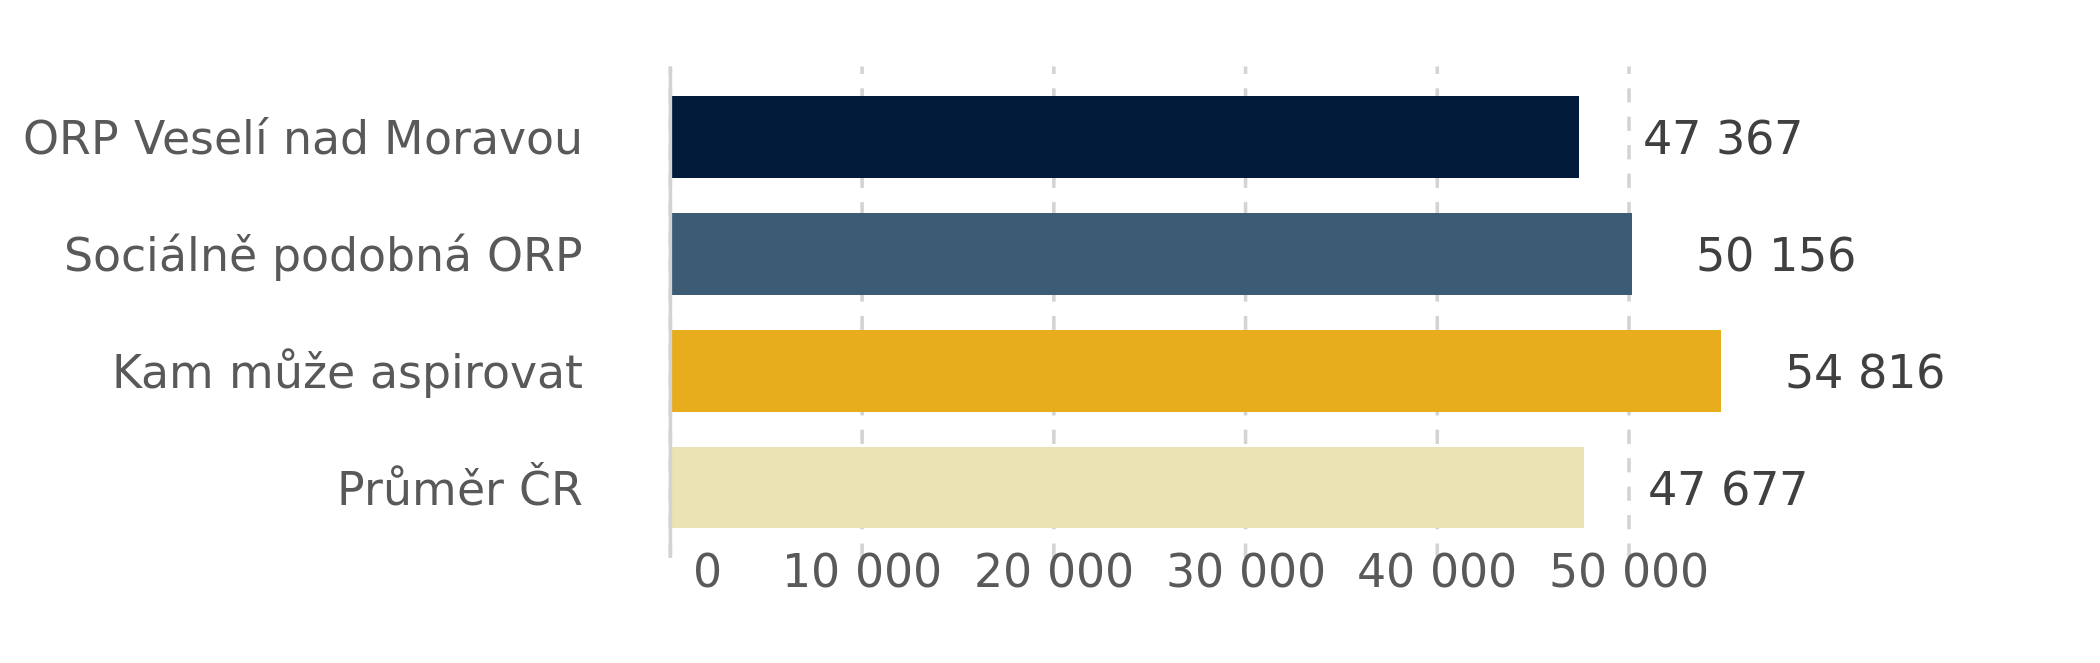 ORP Veselí nad Moravou 47 367
Sociálně podobná ORP 50 156
Kam může aspirovat 54 816
Průměr ČR 47 677
0 10 000 20 000 30 000 40 000 50 000